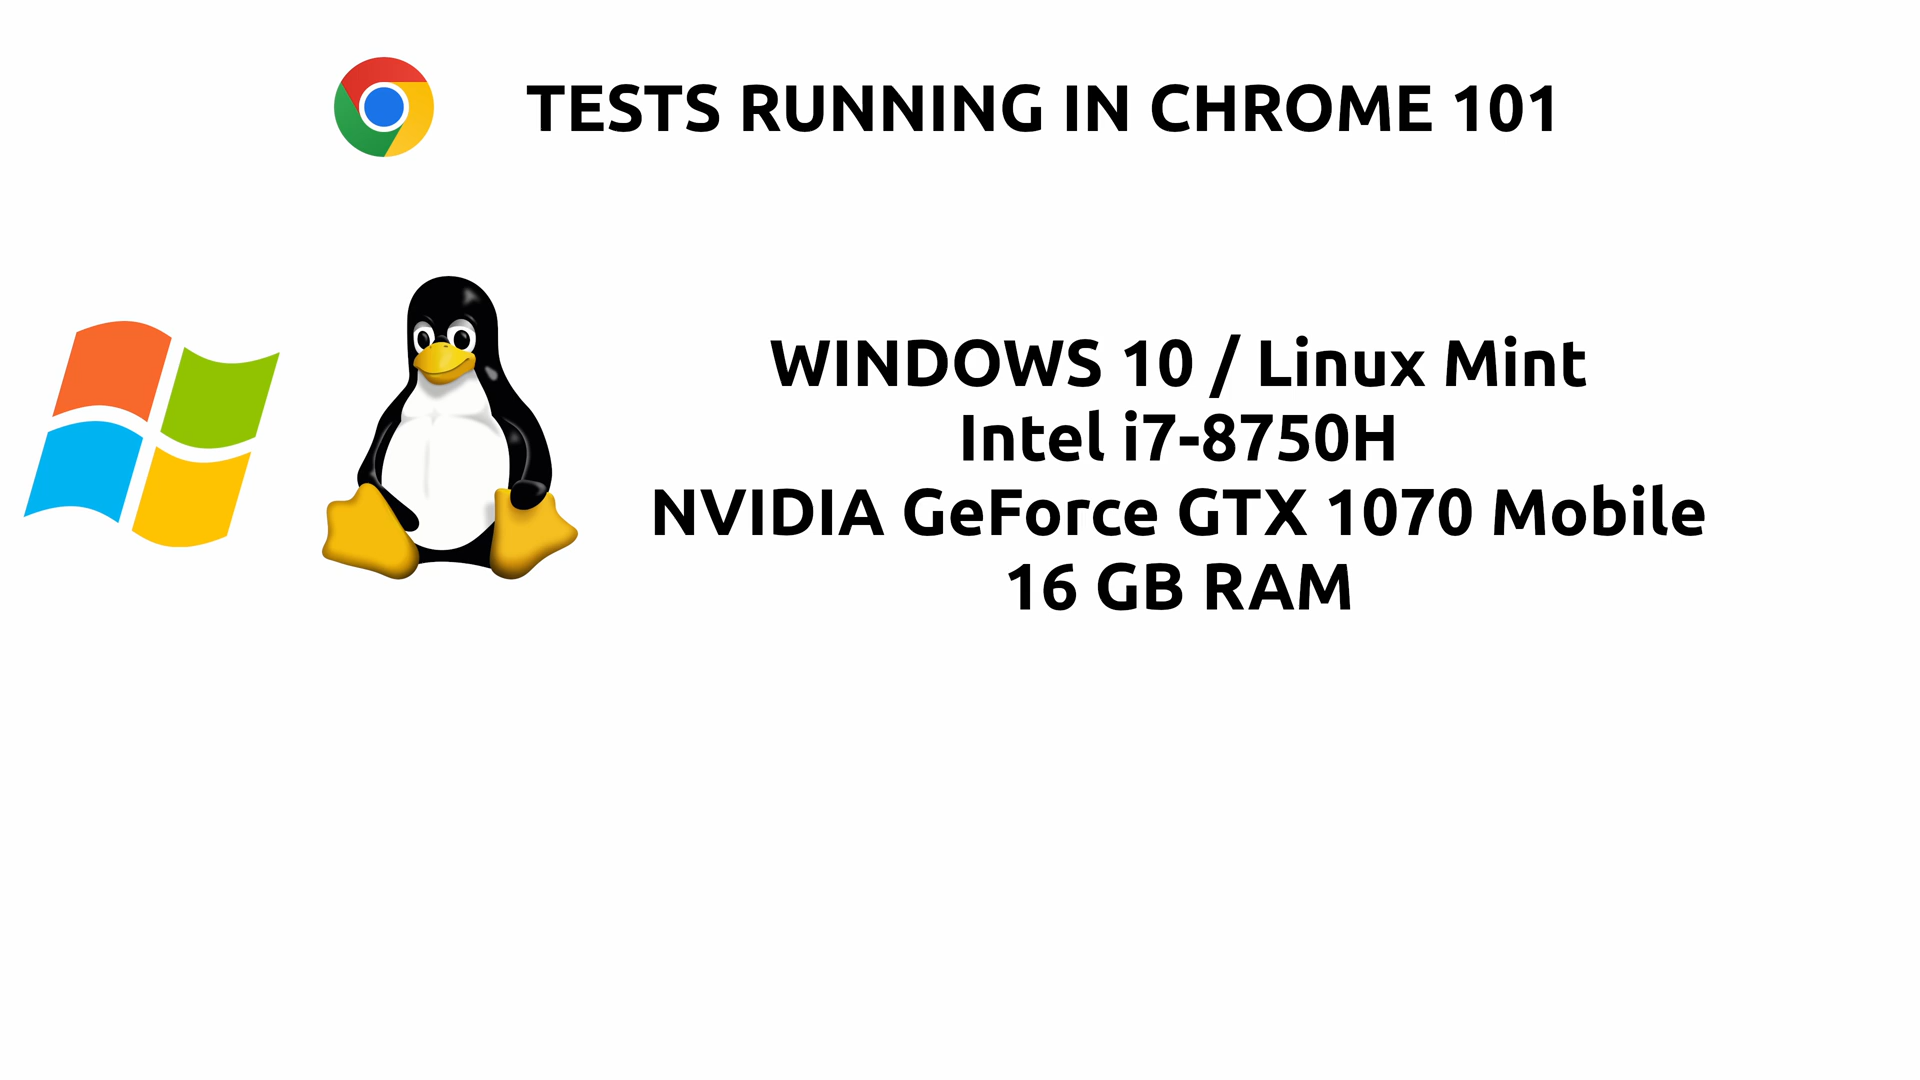 TESTS RUNNING IN CHROME 101
WINDOWS 10 / Linux Mint
Intel i7-8750H
NVIDIA GeForce GTX 1070 Mobile
16 GB RAM